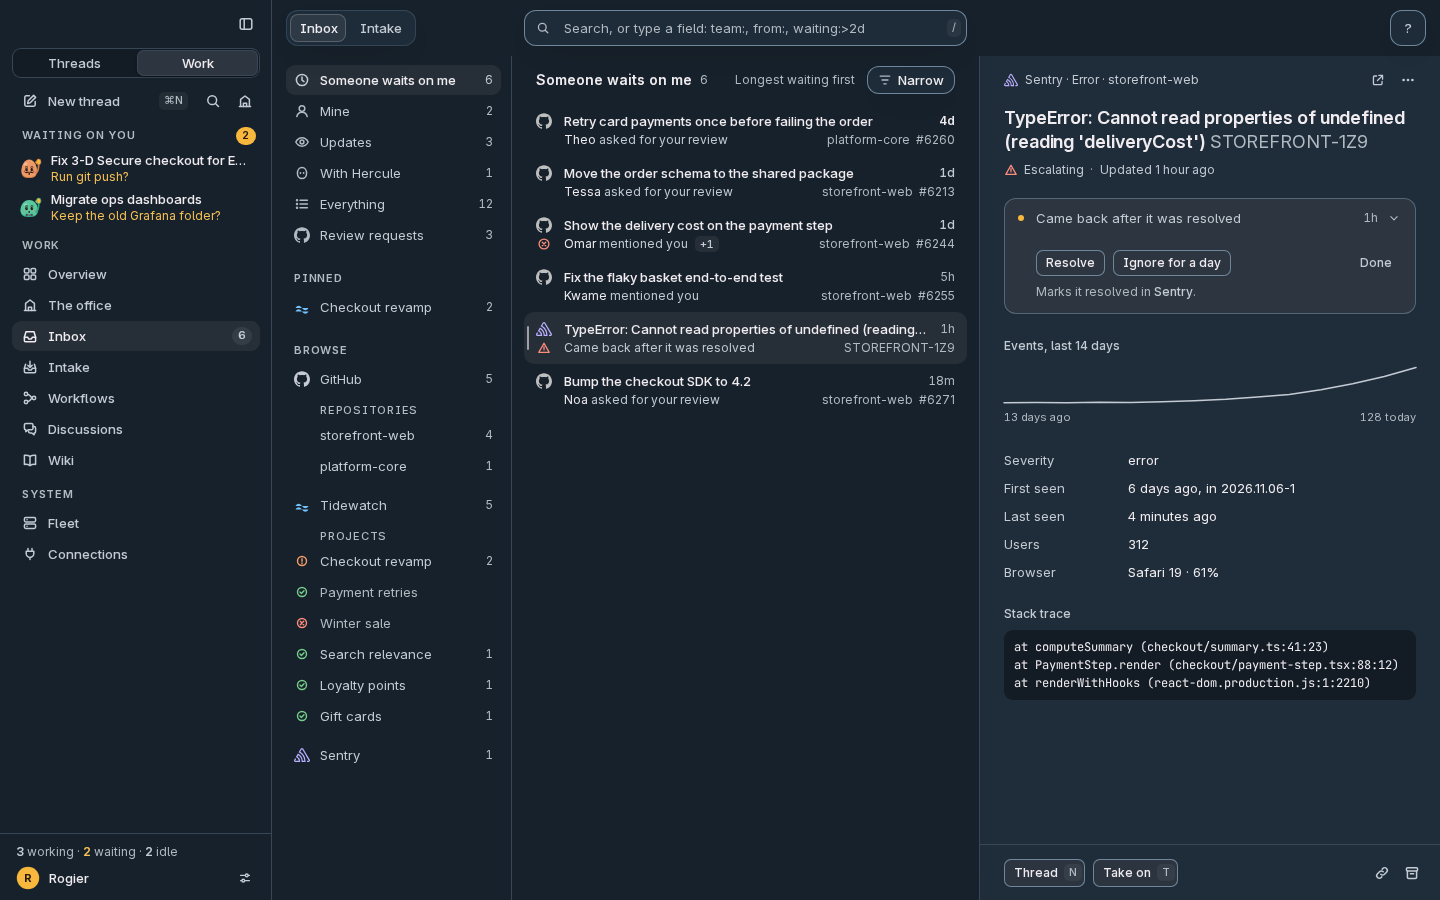 Threads
Work
New thread
⌘N
WAITING ON YOU
2
Fix 3-D Secure checkout for E…
Run git push?
Migrate ops dashboards
Keep the old Grafana folder?
WORK
Overview
The office
Inbox
6
Intake
Workflows
Discussions
Wiki
SYSTEM
Fleet
Connections
3 working · 2 waiting · 2 idle
R
Rogier
Inbox
Intake
Someone waits on me 6
Mine 2
Updates 3
With Hercule 1
Everything 12
Review requests 3
PINNED
Checkout revamp 2
BROWSE
GitHub 5
REPOSITORIES
storefront-web 4
platform-core 1
Tidewatch 5
PROJECTS
Checkout revamp 2
Payment retries
Winter sale
Search relevance 1
Loyalty points 1
Gift cards 1
Sentry 1
Search, or type a field: team:, from:, waiting:>2d
/
?
Someone waits on me 6
Longest waiting first
Narrow
Retry card payments once before failing the order 4d
Theo asked for your review platform-core #6260
Move the order schema to the shared package 1d
Tessa asked for your review storefront-web #6213
Show the delivery cost on the payment step 1d
Omar mentioned you +1 storefront-web #6244
Fix the flaky basket end-to-end test 5h
Kwame mentioned you storefront-web #6255
TypeError: Cannot read properties of undefined (reading… 1h
Came back after it was resolved STOREFRONT-1Z9
Bump the checkout SDK to 4.2 18m
Noa asked for your review storefront-web #6271
Sentry · Error · storefront-web
TypeError: Cannot read properties of undefined
(reading 'deliveryCost') STOREFRONT-1Z9
Escalating · Updated 1 hour ago
Came back after it was resolved 1h
Resolve
Ignore for a day
Done
Marks it resolved in Sentry.
Events, last 14 days
13 days ago
128 today
Severity error
First seen 6 days ago, in 2026.11.06-1
Last seen 4 minutes ago
Users 312
Browser Safari 19 · 61%
Stack trace
at computeSummary (checkout/summary.ts:41:23)
at PaymentStep.render (checkout/payment-step.tsx:88:12)
at renderWithHooks (react-dom.production.js:1:2210)
Thread N
Take on T